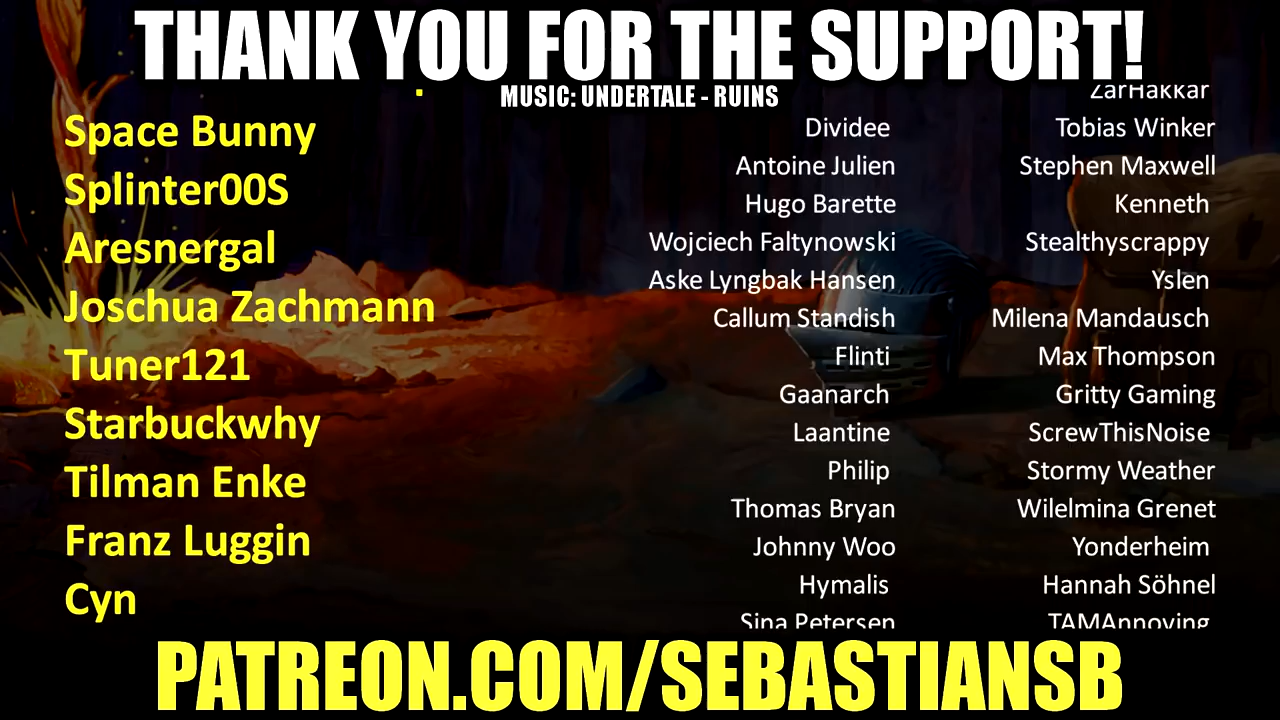 THANK YOU FOR THE SUPPORT!
MUSIC: UNDERTALE - RUINS
Space Bunny
Splinter00S
Aresnergal
Joschua Zachmann
Tuner121
Starbuckwhy
Tilman Enke
Franz Luggin
Cyn
Dividee
Antoine Julien
Hugo Barette
Wojciech Faltynowski
Aske Lyngbak Hansen
Callum Standish
Flinti
Gaanarch
Laantine
Philip
Thomas Bryan
Johnny Woo
Hymalis
Sina Petersen
ZarHakkar
Tobias Winker
Stephen Maxwell
Kenneth
Stealthyscrappy
Yslen
Milena Mandausch
Max Thompson
Gritty Gaming
ScrewThisNoise
Stormy Weather
Wilelmina Grenet
Yonderheim
Hannah Söhnel
TAMAnnoying
PATREON.COM/SEBASTIANSB